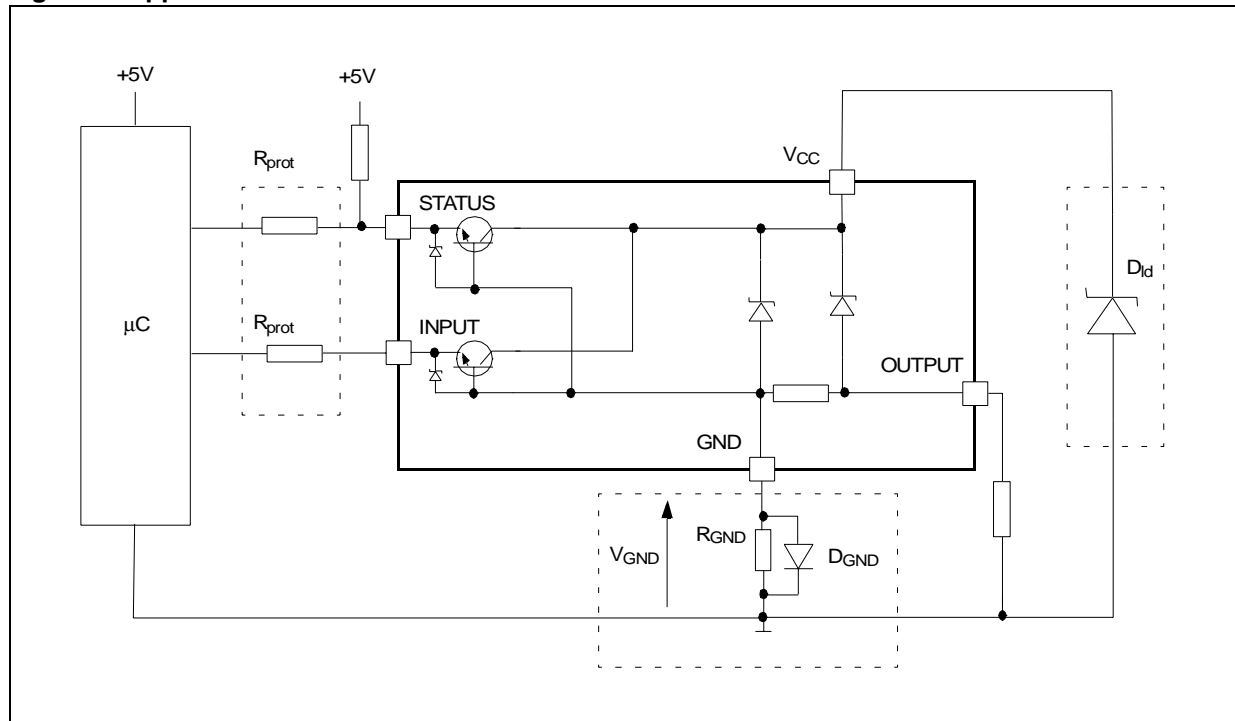 +5V
+5V
Rprot
VCC
STATUS
Dld
μC
Rprot
INPUT
OUTPUT
GND
VGND
RGND
DGND